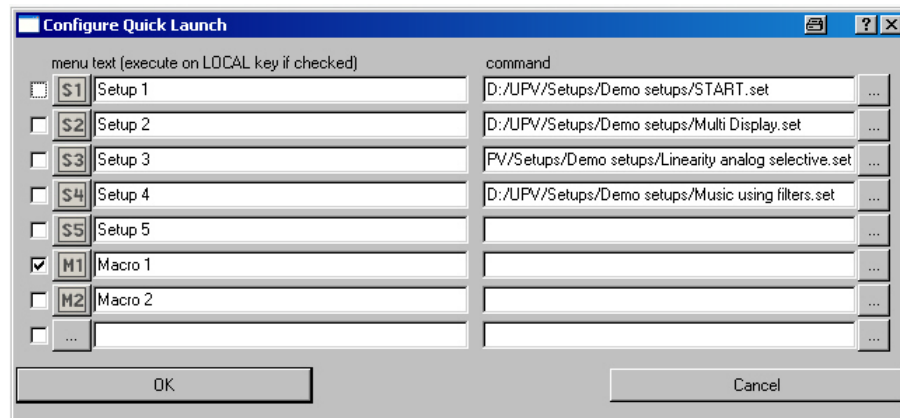 Configure Quick Launch
menu text (execute on LOCAL key if checked) command
S1 Setup 1 D:/UPV/Setups/Demo setups/START.set ...
S2 Setup 2 D:/UPV/Setups/Demo setups/Multi Display.set ...
S3 Setup 3 PV/Setups/Demo setups/Linearity analog selective.set ...
S4 Setup 4 D:/UPV/Setups/Demo setups/Music using filters.set ...
S5 Setup 5 ...
M1 Macro 1 ...
M2 Macro 2 ...
... ...
OK Cancel